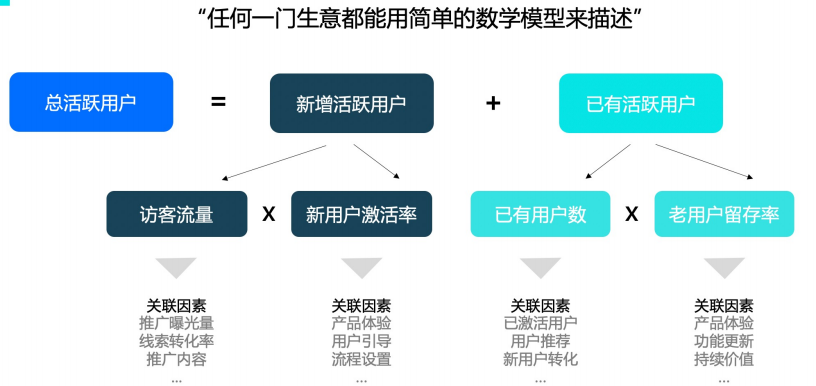 “任何一门生意都能用简单的数学模型来描述”
总活跃用户 = 新增活跃用户 + 已有活跃用户
访客流量 X 新用户激活率 已有用户数 X 老用户留存率
关联因素 关联因素 关联因素 关联因素
推广曝光量 产品体验 已激活用户 产品体验
线索转化率 用户引导 用户推荐 功能更新
推广内容 流程设置 新用户转化 持续价值
... ... ... ...